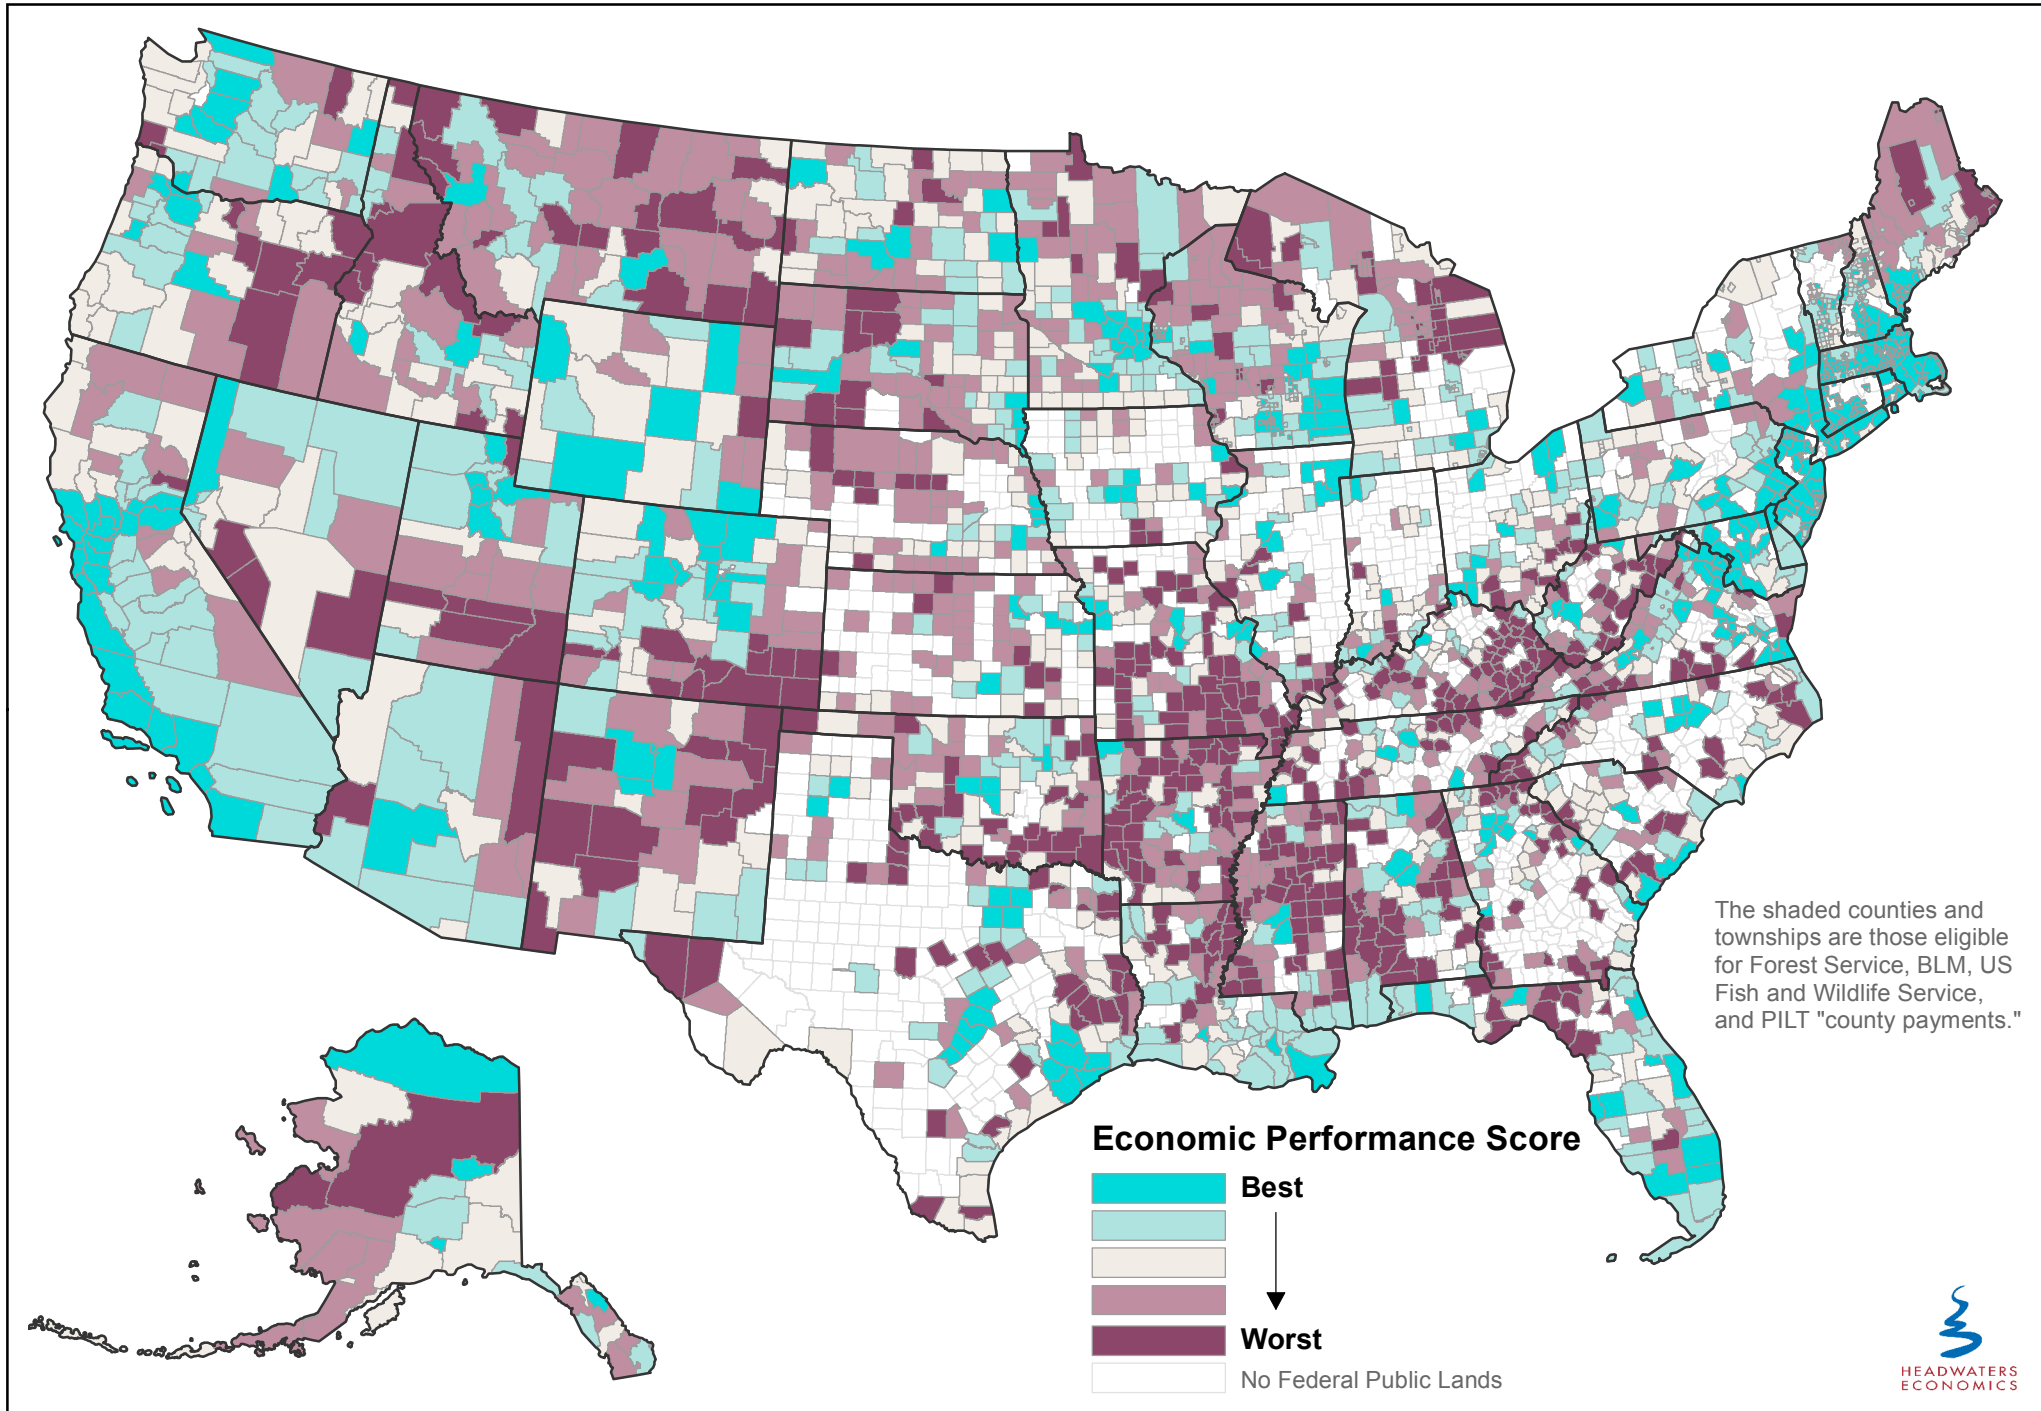 The shaded counties and
townships are those eligible
for Forest Service, BLM, US
Fish and Wildlife Service,
and PILT "county payments."
Economic Performance Score
Best
Worst
No Federal Public Lands
HEADWATERS
ECONOMICS